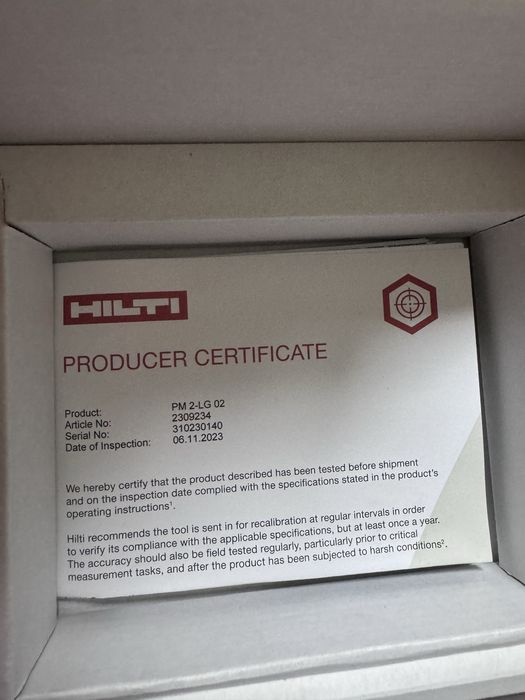 HILTI
PRODUCER CERTIFICATE
Product: PM 2-LG 02
Article No: 2309234
Serial No: 310230140
Date of Inspection: 06.11.2023
We hereby certify that the product described has been tested before shipment
and on the inspection date complied with the specifications stated in the product's
operating instructions¹.
Hilti recommends the tool is sent in for recalibration at regular intervals in order
to verify its compliance with the applicable specifications, but at least once a year.
The accuracy should also be field tested regularly, particularly prior to critical
measurement tasks, and after the product has been subjected to harsh conditions².